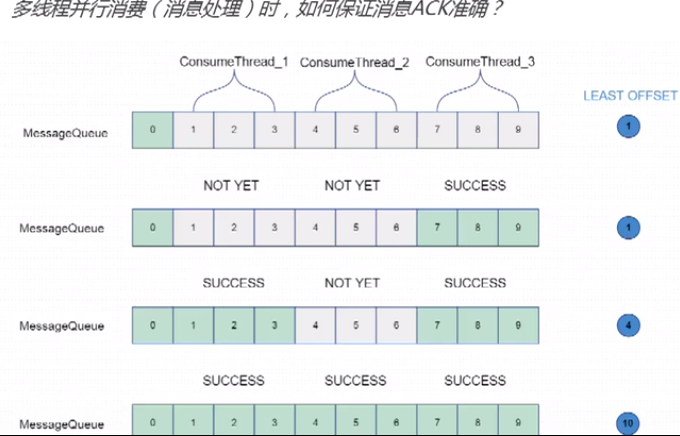 多线程并行消费（消息处理）时，如何保证消息ACK准确？
ConsumeThread_1 ConsumeThread_2 ConsumeThread_3
LEAST OFFSET
MessageQueue 0 1 2 3 4 5 6 7 8 9 1
NOT YET NOT YET SUCCESS
MessageQueue 0 1 2 3 4 5 6 7 8 9 1
SUCCESS NOT YET SUCCESS
MessageQueue 0 1 2 3 4 5 6 7 8 9 4
SUCCESS SUCCESS SUCCESS
MessageQueue 0 1 2 3 4 5 6 7 8 9 10